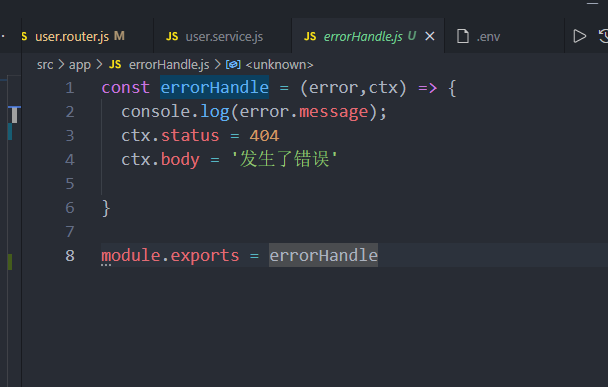 JS user.router.js M JS user.service.js JS errorHandle.js U .env
src > app > JS errorHandle.js > <unknown>
1 const errorHandle = (error,ctx) => {
2 console.log(error.message);
3 ctx.status = 404
4 ctx.body = '发生了错误'
5
6 }
7
8 module.exports = errorHandle